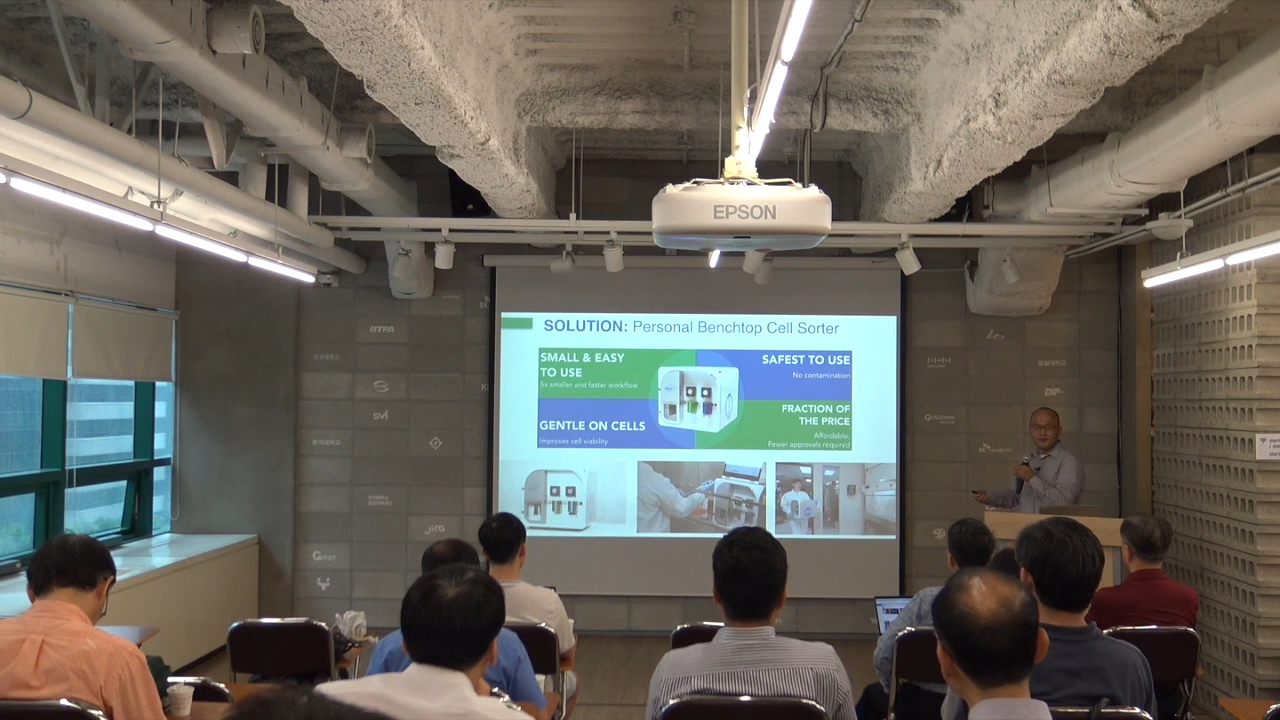 EPSON
SOLUTION: Personal Benchtop Cell Sorter
SMALL & EASY
TO USE
5x smaller and faster workflow
SAFEST TO USE
No contamination
GENTLE ON CELLS
Improves cell viability
FRACTION OF
THE PRICE
Affordable,
Fewer approvals required
IITPA
svi
jira